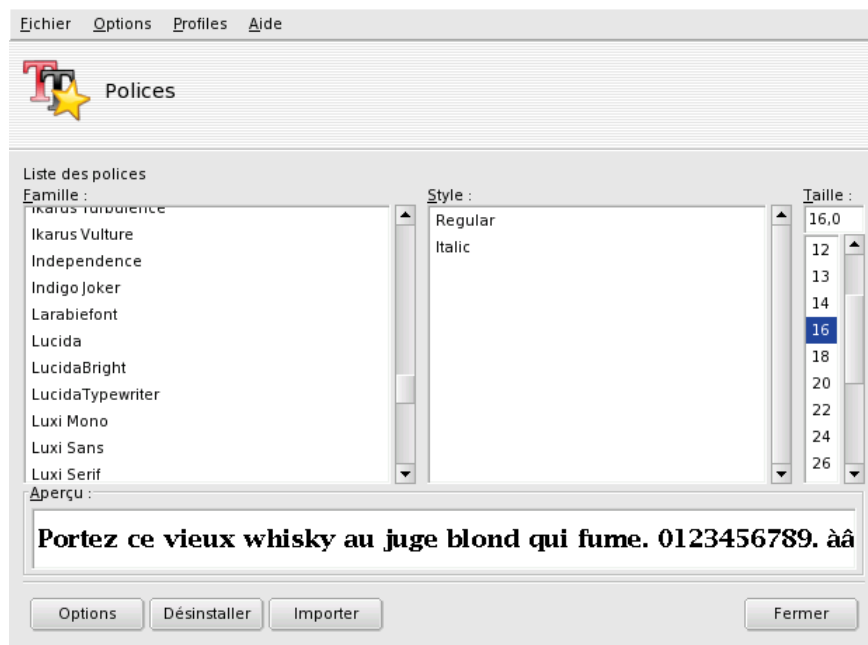 Fichier Options Profiles Aide
Polices
Liste des polices
Famille :
Ikarus Turbulence
Ikarus Vulture
Independence
Indigo Joker
Larabiefont
Lucida
LucidaBright
LucidaTypewriter
Luxi Mono
Luxi Sans
Luxi Serif
Style :
Regular
Italic
Taille :
16,0
12
13
14
16
18
20
22
24
26
Aperçu :
Portez ce vieux whisky au juge blond qui fume. 0123456789. àâ
Options Désinstaller Importer Fermer